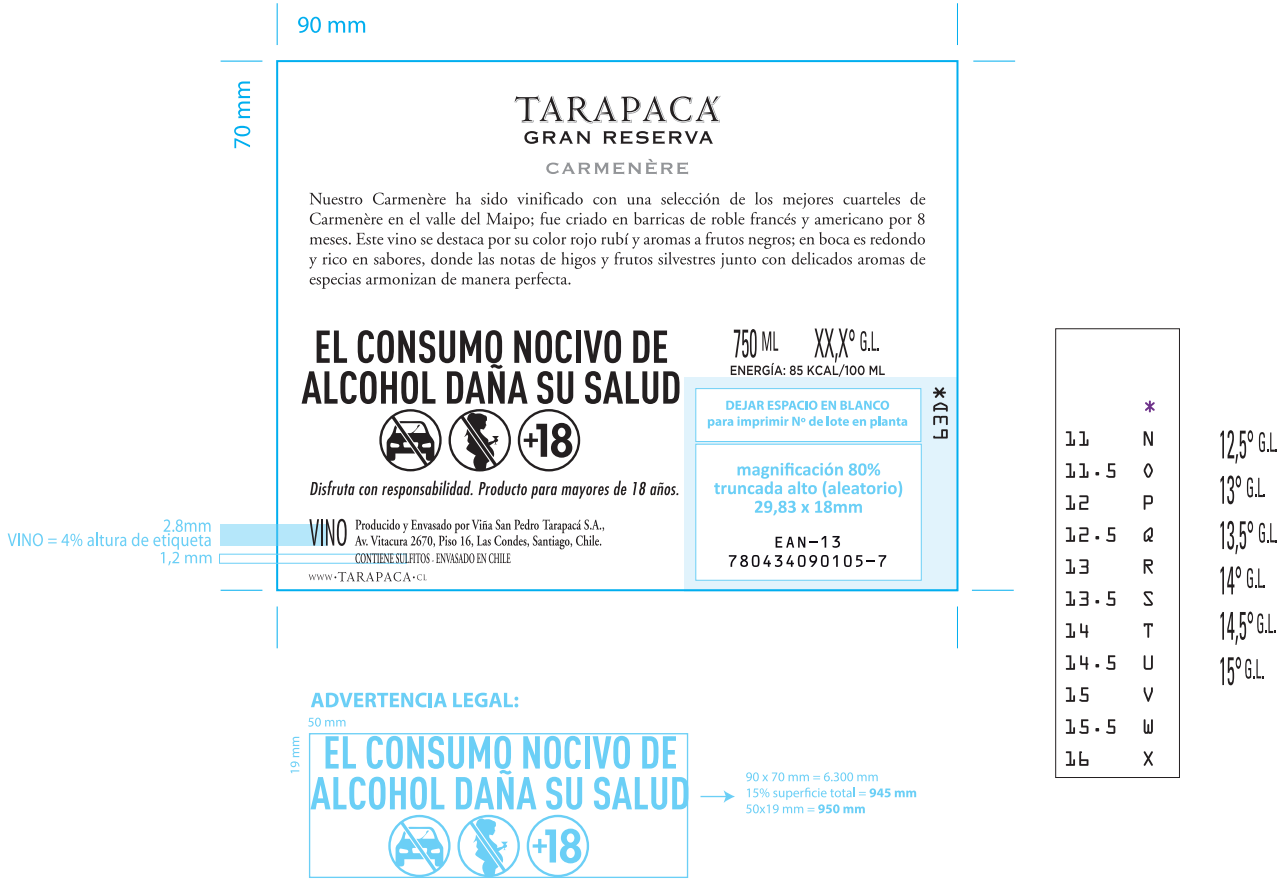 90 mm
70 mm
TARAPACÁ
GRAN RESERVA
CARMENÈRE
Nuestro Carmenère ha sido vinificado con una selección de los mejores cuarteles de
Carmenère en el valle del Maipo; fue criado en barricas de roble francés y americano por 8
meses. Este vino se destaca por su color rojo rubí y aromas a frutos negros; en boca es redondo
y rico en sabores, donde las notas de higos y frutos silvestres junto con delicados aromas de
especias armonizan de manera perfecta.
EL CONSUMO NOCIVO DE
ALCOHOL DAÑA SU SALUD
+18
Disfruta con responsabilidad. Producto para mayores de 18 años.
750 ML XX,X° G.L.
ENERGÍA: 85 KCAL/100 ML
DEJAR ESPACIO EN BLANCO
para imprimir Nº de lote en planta
magnificación 80%
truncada alto (aleatorio)
29,83 x 18mm
EAN-13
780434090105-7
2.8mm
VINO = 4% altura de etiqueta
1,2 mm
VINO
Producido y Envasado por Viña San Pedro Tarapacá S.A.,
Av. Vitacura 2670, Piso 16, Las Condes, Santiago, Chile.
CONTIENE SULFITOS - ENVASADO EN CHILE
WWW•TARAPACA•CL
*
11 N
11.5 O
12 P
12.5 Q
13 R
13.5 S
14 T
14.5 U
15 V
15.5 W
16 X
12,5° G.L.
13° G.L.
13,5° G.L.
14° G.L.
14,5° G.L.
15° G.L.
ADVERTENCIA LEGAL:
50 mm
19 mm
EL CONSUMO NOCIVO DE
ALCOHOL DAÑA SU SALUD
+18
90 x 70 mm = 6.300 mm
15% superficie total = 945 mm
50x19 mm = 950 mm